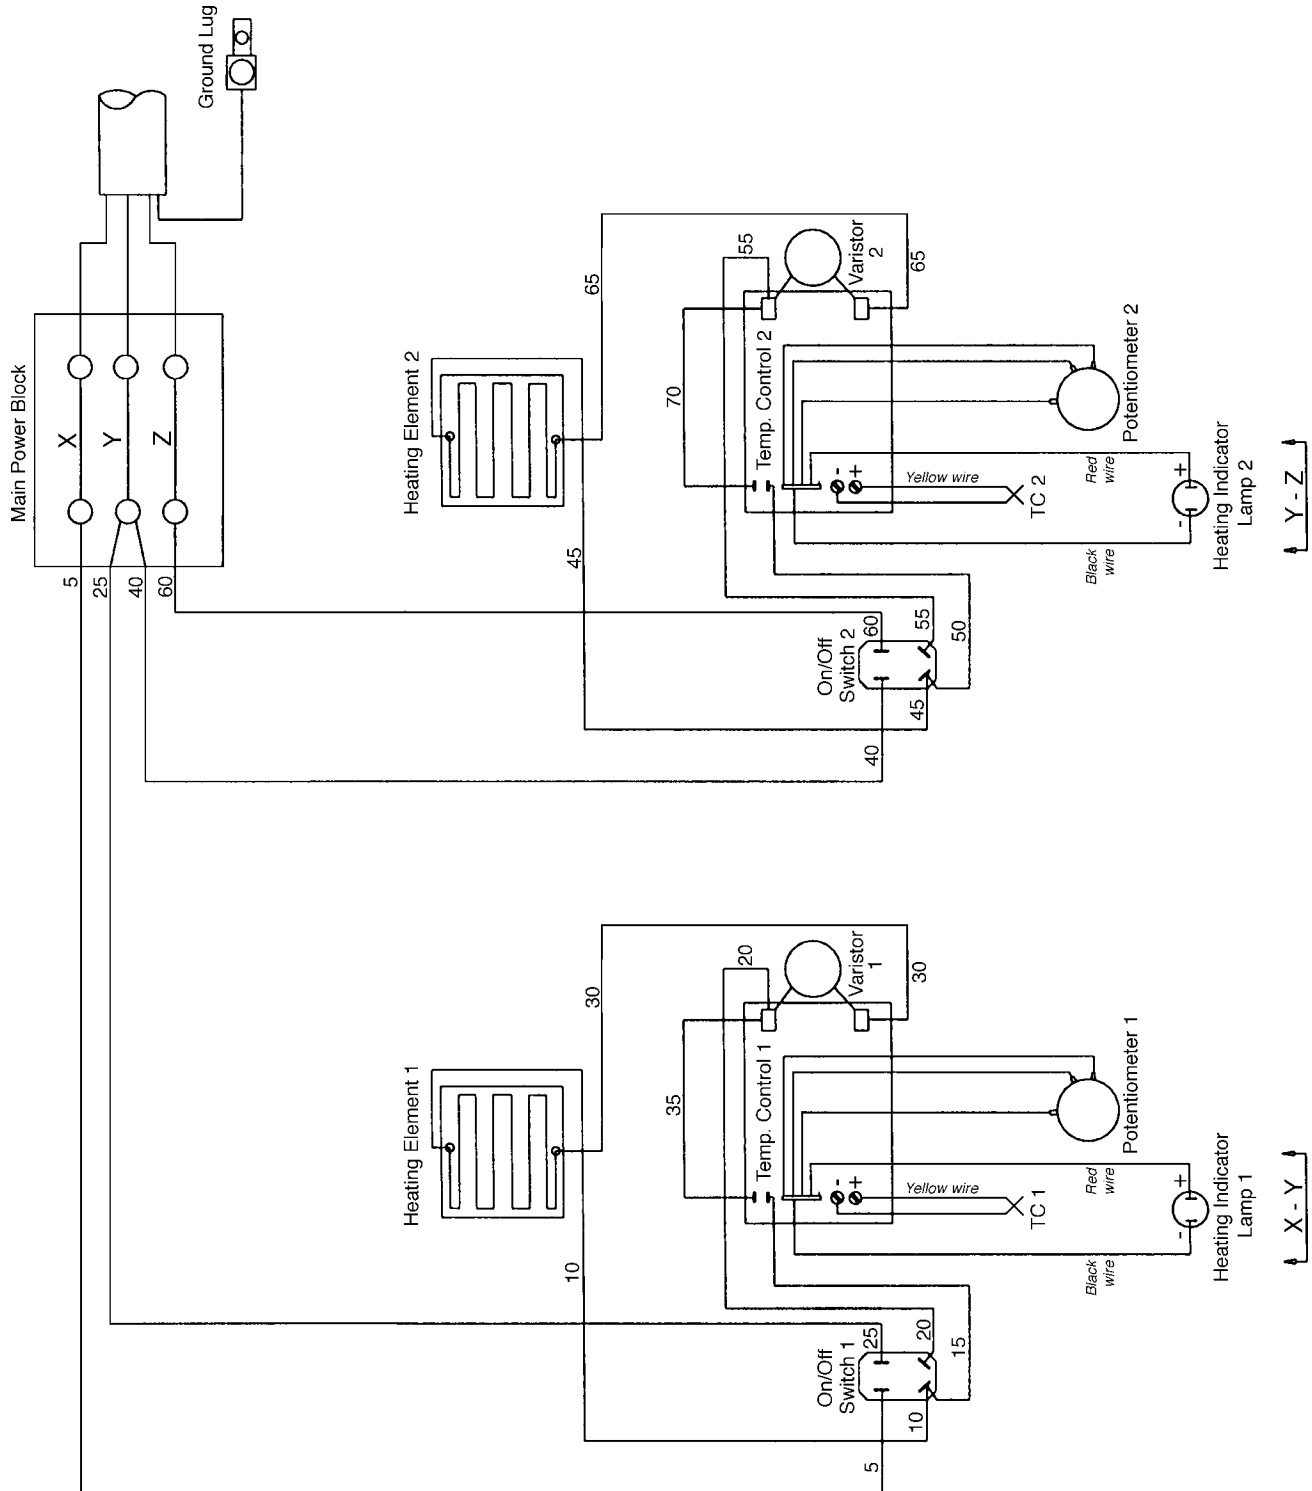 Ground Lug
Main Power Block
X
Y
Z
5
25
40
60
Heating Element 2
65
45
55
Varistor
2
65
70
Temp. Control 2
-
+
Yellow wire
TC 2
Potentiometer 2
Red
wire
Black
wire
+
-
Heating Indicator
Lamp 2
Y - Z
On/Off
Switch 2
60
55
50
45
40
Heating Element 1
30
10
20
Varistor
1
30
35
Temp. Control 1
-
+
Yellow wire
TC 1
Potentiometer 1
Red
wire
Black
wire
+
-
Heating Indicator
Lamp 1
X - Y
On/Off
Switch 1
25
20
15
10
5